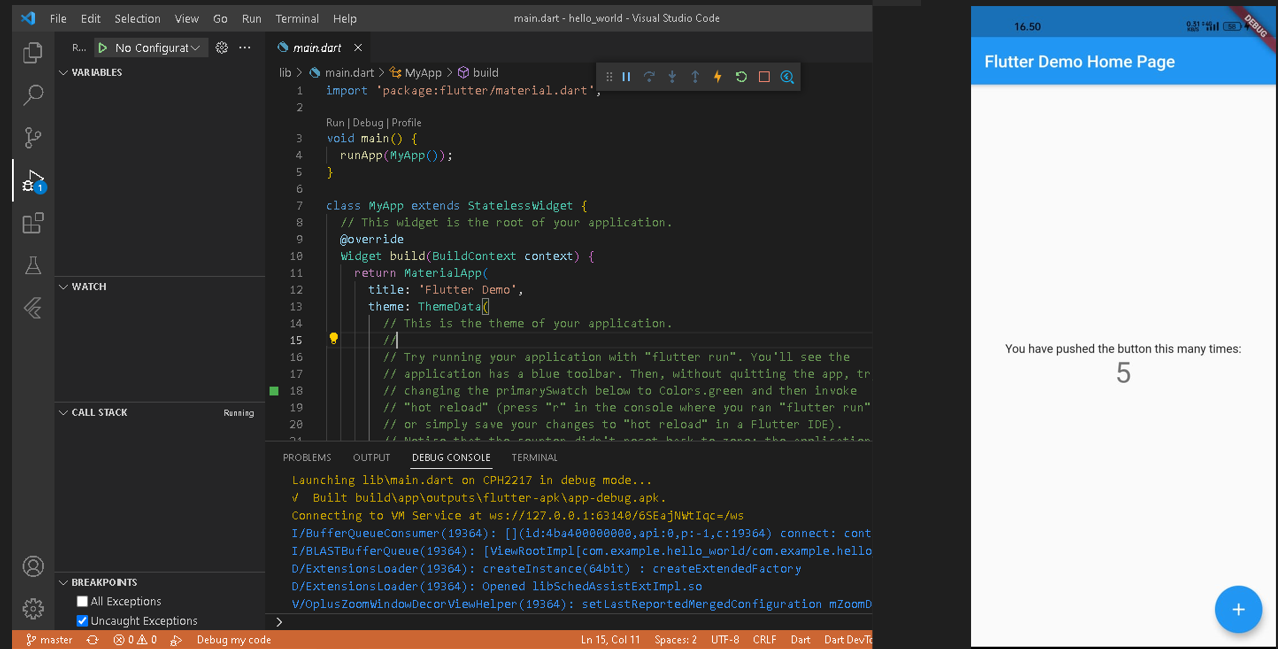 File Edit Selection View Go Run Terminal Help
main.dart - hello_world - Visual Studio Code
R... No Configurat
main.dart
lib > main.dart > MyApp > build
VARIABLES
WATCH
CALL STACK Running
BREAKPOINTS
All Exceptions
Uncaught Exceptions
1
1 import 'package:flutter/material.dart';
2
Run | Debug | Profile
3 void main() {
4 runApp(MyApp());
5 }
6
7 class MyApp extends StatelessWidget {
8 // This widget is the root of your application.
9 @override
10 Widget build(BuildContext context) {
11 return MaterialApp(
12 title: 'Flutter Demo',
13 theme: ThemeData(
14 // This is the theme of your application.
15 //
16 // Try running your application with "flutter run". You'll see the
17 // application has a blue toolbar. Then, without quitting the app, tr
18 // changing the primarySwatch below to Colors.green and then invoke
19 // "hot reload" (press "r" in the console where you ran "flutter run"
20 // or simply save your changes to "hot reload" in a Flutter IDE).
21 // Notice that the counter didn't reset back to zero; the application
PROBLEMS OUTPUT DEBUG CONSOLE TERMINAL
Launching lib\main.dart on CPH2217 in debug mode...
√ Built build\app\outputs\flutter-apk\app-debug.apk.
Connecting to VM Service at ws://127.0.0.1:63140/6SEajNWtIqc=/ws
I/BufferQueueConsumer(19364): [](id:4ba400000000,api:0,p:-1,c:19364) connect: cont
I/BLASTBufferQueue(19364): [ViewRootImpl[com.example.hello_world/com.example.hello
D/ExtensionsLoader(19364): createInstance(64bit) : createExtendedFactory
D/ExtensionsLoader(19364): Opened libSchedAssistExtImpl.so
V/OplusZoomWindowDecorViewHelper(19364): setLastReportedMergedConfiguration mZoomD
>
master 0 0 Debug my code Ln 15, Col 11 Spaces: 2 UTF-8 CRLF Dart Dart DevTo
16.50
DEBUG
Flutter Demo Home Page
You have pushed the button this many times:
5
+